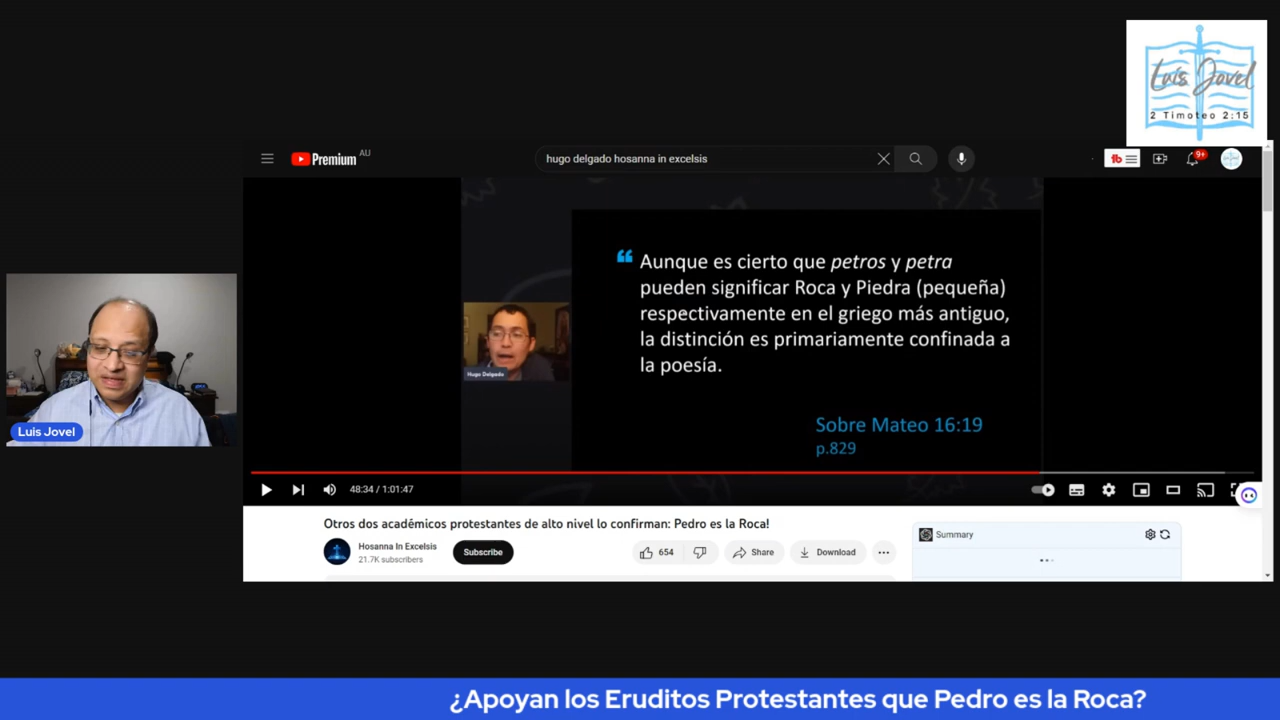 Luis Jovel
2 Timoteo 2:15
Premium AU
hugo delgado hosanna in excelsis
9+
Aunque es cierto que petros y petra
pueden significar Roca y Piedra (pequeña)
respectivamente en el griego más antiguo,
la distinción es primariamente confinada a
la poesía.
Hugo Delgado
Sobre Mateo 16:19
p.829
Luis Jovel
48:34 / 1:01:47
Otros dos académicos protestantes de alto nivel lo confirman: Pedro es la Roca!
Hosanna In Excelsis
21.7K subscribers
Subscribe
654
Share
Download
Summary
¿Apoyan los Eruditos Protestantes que Pedro es la Roca?